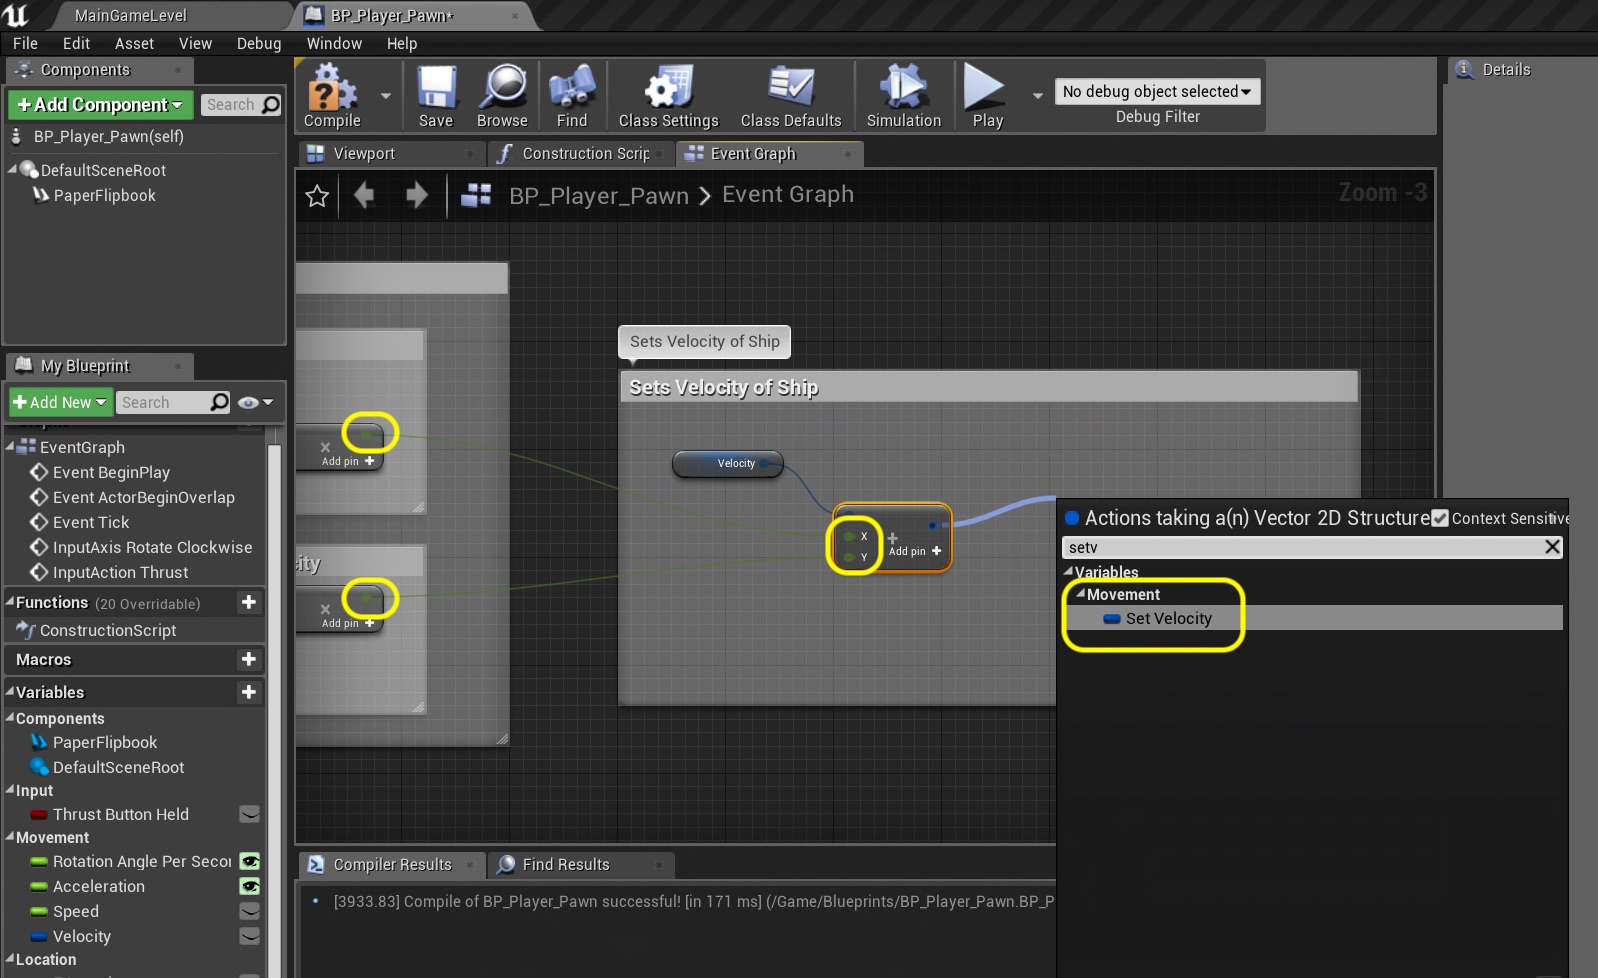 MainGameLevel
BP_Player_Pawn*
File Edit Asset View Debug Window Help
Components
Add Component
Search
BP_Player_Pawn(self)
DefaultSceneRoot
PaperFlipbook
Compile
Save
Browse
Find
Class Settings
Class Defaults
Simulation
Play
No debug object selected
Debug Filter
Details
Viewport
Construction Scrip
Event Graph
BP_Player_Pawn > Event Graph
Zoom -3
My Blueprint
Add New
Search
EventGraph
Event BeginPlay
Event ActorBeginOverlap
Event Tick
InputAxis Rotate Clockwise
InputAction Thrust
Functions (20 Overridable)
ConstructionScript
Macros
Variables
Components
PaperFlipbook
DefaultSceneRoot
Input
Thrust Button Held
Movement
Rotation Angle Per Secon
Acceleration
Speed
Velocity
Location
Add pin +
city
Add pin +
Sets Velocity of Ship
Sets Velocity of Ship
Velocity
X
Y
Add pin +
Actions taking a(n) Vector 2D Structure
Context Sensitive
setv
Variables
Movement
Set Velocity
Compiler Results
Find Results
[3933.83] Compile of BP_Player_Pawn successful! [in 171 ms] (/Game/Blueprints/BP_Player_Pawn.BP_P